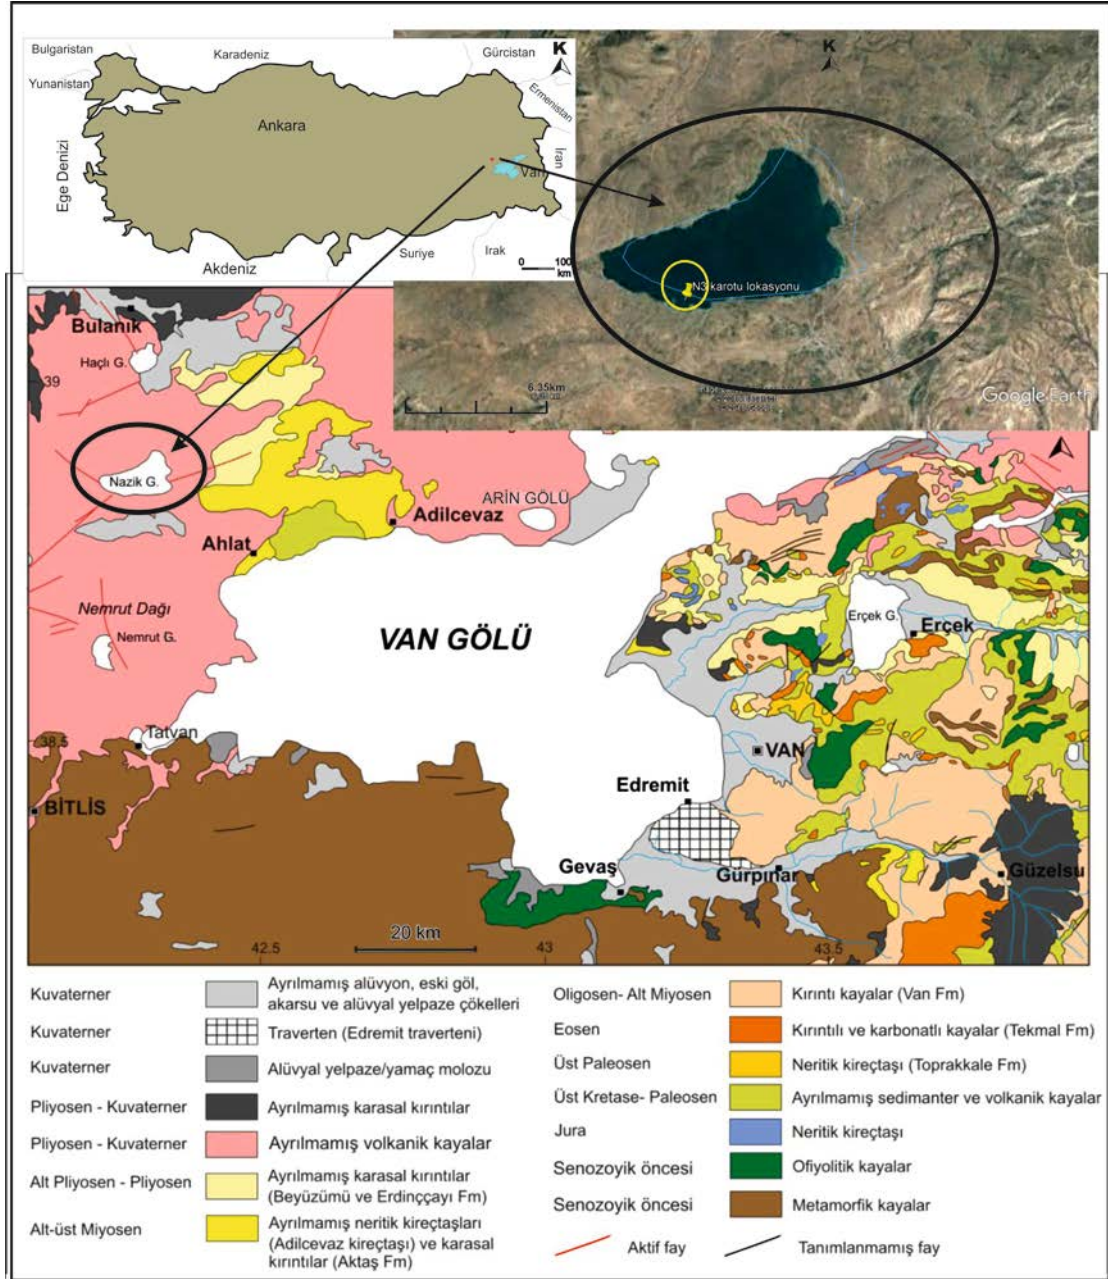 Bulgaristan
Karadeniz
Gürcistan
K
Yunanistan
Ermenistan
Ankara
Ege Denizi
Van
İran
Suriye
Irak
Akdeniz
0 100
km
K
N3 karotu lokasyonu
6.35km
Google Earth
Bulanık
Haçlı G.
39
Nazik G.
ARİN GÖLÜ
Adilcevaz
Ahlat
Nemrut Dağı
Nemrut G.
VAN GÖLÜ
Erçek G.
Erçek
Tatvan
38.5
VAN
BİTLİS
Edremit
Gevaş
Gürpınar
Güzelsu
20 km
42.5
43
43.5
Kuvaterner
Ayrılmamış alüvyon, eski göl,
akarsu ve alüvyal yelpaze çökelleri
Kuvaterner
Traverten (Edremit traverteni)
Kuvaterner
Alüvyal yelpaze/yamaç molozu
Pliyosen - Kuvaterner
Ayrılmamış karasal kırıntılar
Pliyosen - Kuvaterner
Ayrılmamış volkanik kayalar
Alt Pliyosen - Pliyosen
Ayrılmamış karasal kırıntılar
(Beyüzümü ve Erdinççayı Fm)
Alt-üst Miyosen
Ayrılmamış neritik kireçtaşları
(Adilcevaz kireçtaşı) ve karasal
kırıntılar (Aktaş Fm)
Oligosen- Alt Miyosen
Kırıntı kayalar (Van Fm)
Eosen
Kırıntılı ve karbonatlı kayalar (Tekmal Fm)
Üst Paleosen
Neritik kireçtaşı (Toprakkale Fm)
Üst Kretase- Paleosen
Ayrılmamış sedimanter ve volkanik kayalar
Jura
Neritik kireçtaşı
Senozoyik öncesi
Ofiyolitik kayalar
Senozoyik öncesi
Metamorfik kayalar
Aktif fay
Tanımlanmamış fay